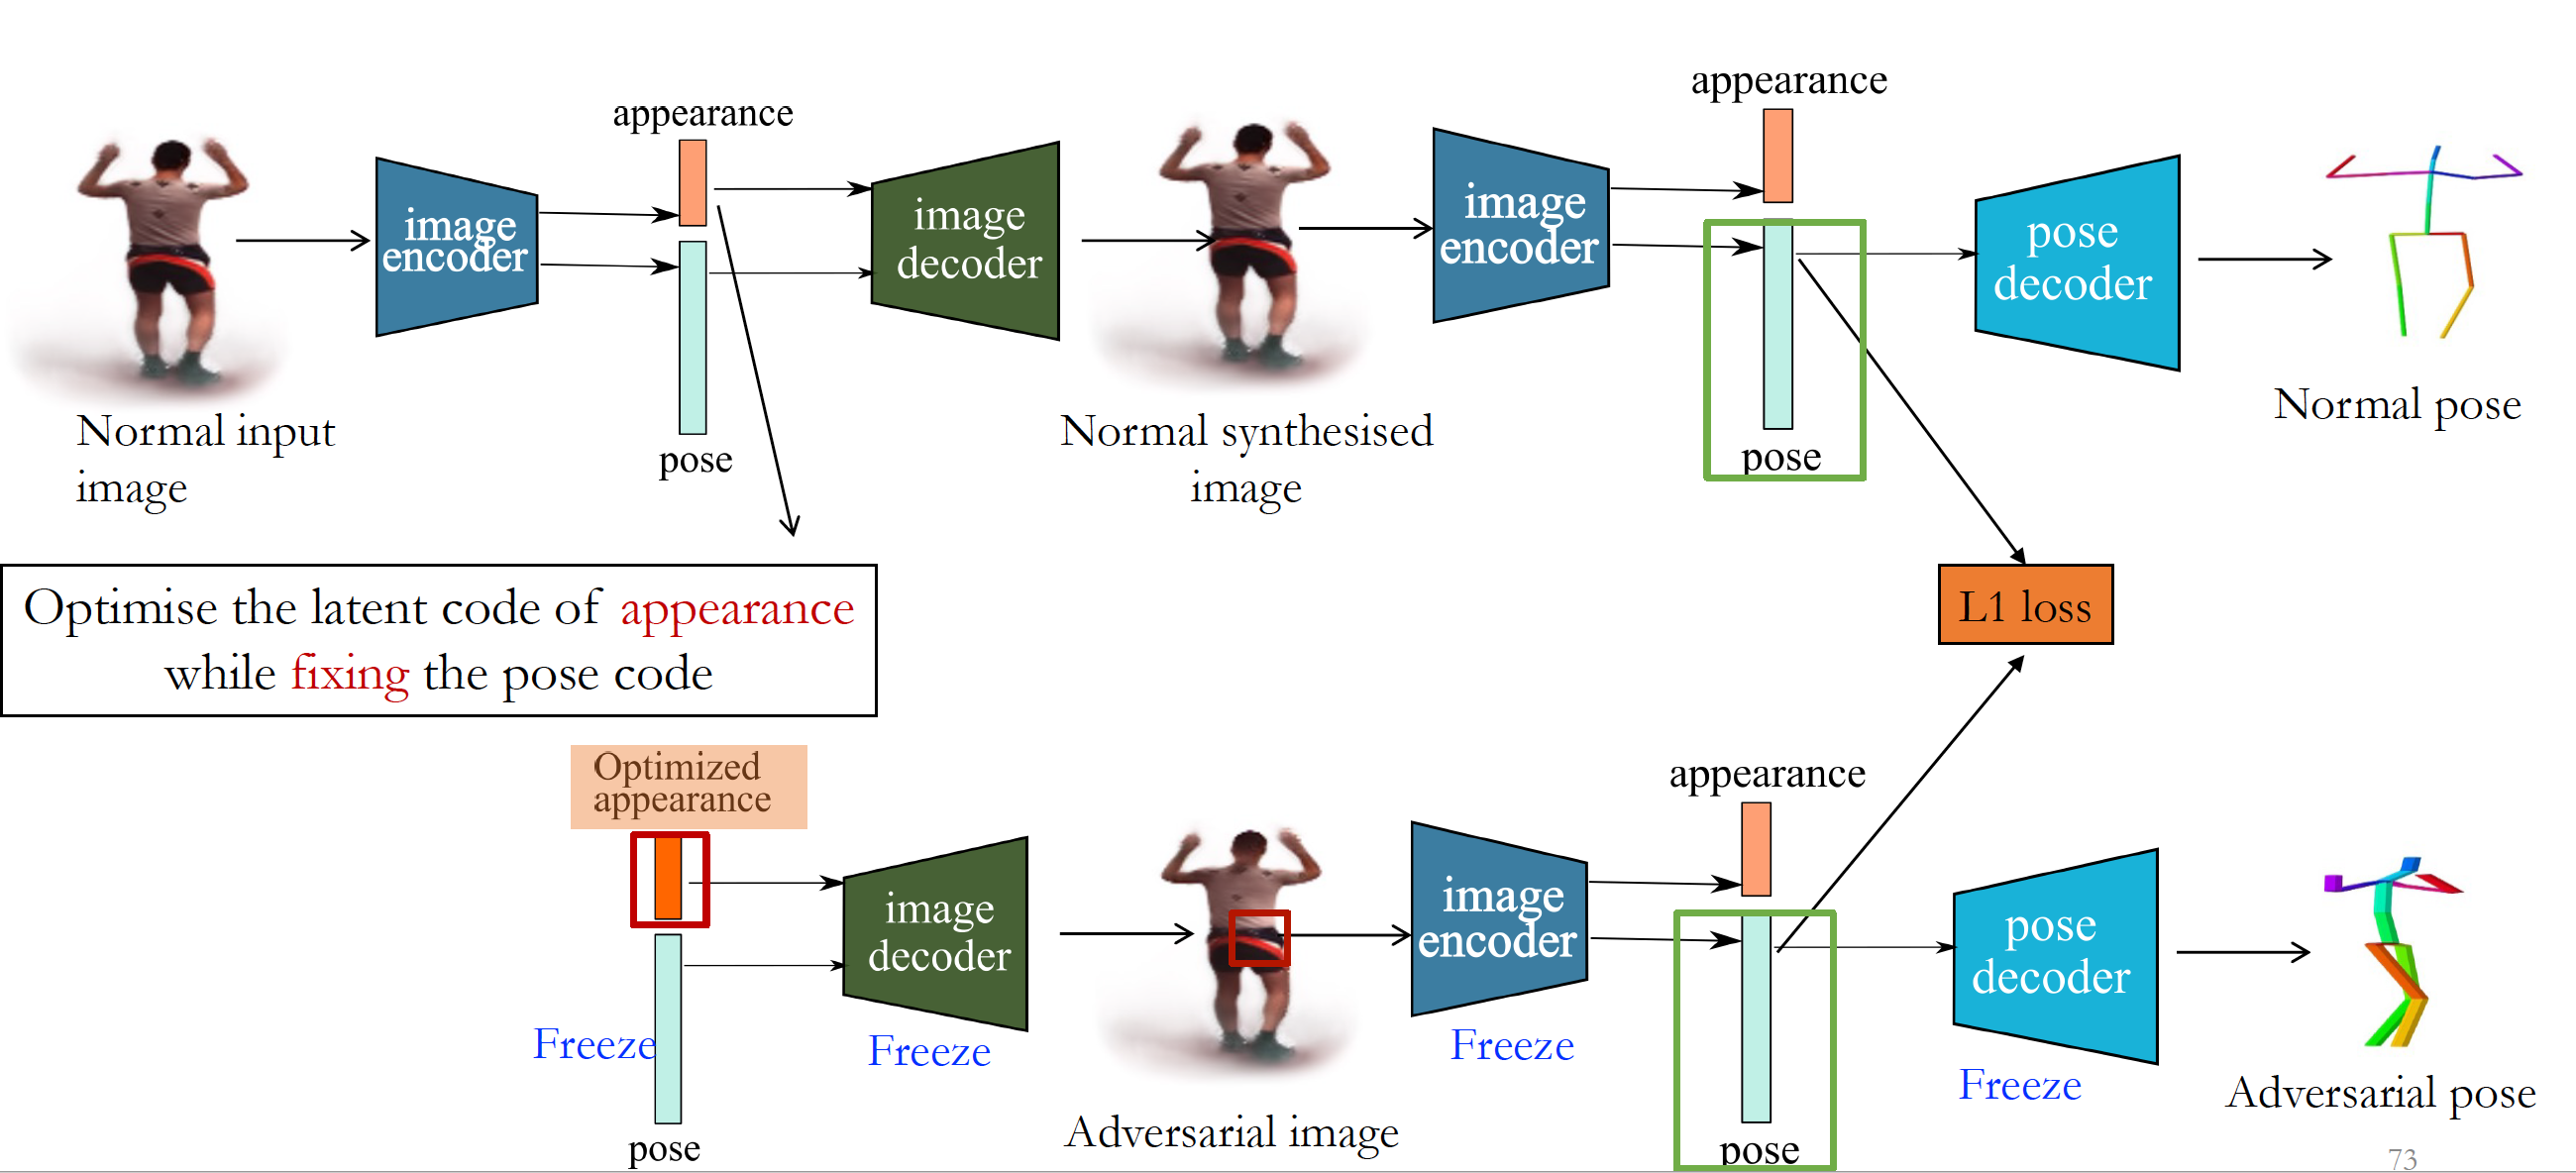 appearance
image
encoder
pose
image
decoder
Normal input
image
Normal synthesised
image
appearance
image
encoder
pose
pose
decoder
Normal pose
Optimise the latent code of appearance
while fixing the pose code
L1 loss
Optimized
appearance
Freeze
pose
image
decoder
Freeze
Adversarial image
image
encoder
Freeze
appearance
pose
pose
decoder
Freeze
Adversarial pose
73